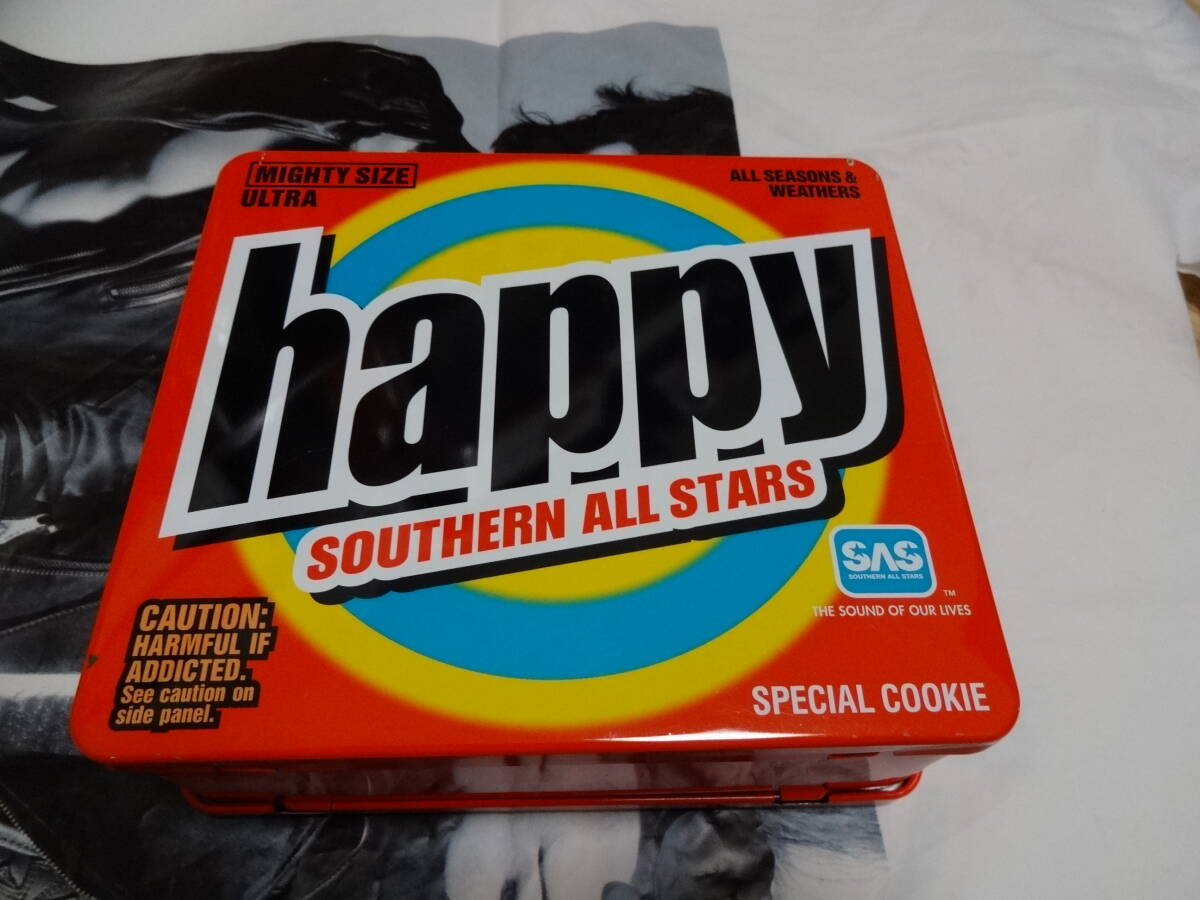 MIGHTY SIZE
ULTRA
ALL SEASONS &
WEATHERS
happy
SOUTHERN ALL STARS
SAS
SOUTHERN ALL STARS
TM
THE SOUND OF OUR LIVES
CAUTION:
HARMFUL IF
ADDICTED.
See caution on
side panel.
SPECIAL COOKIE